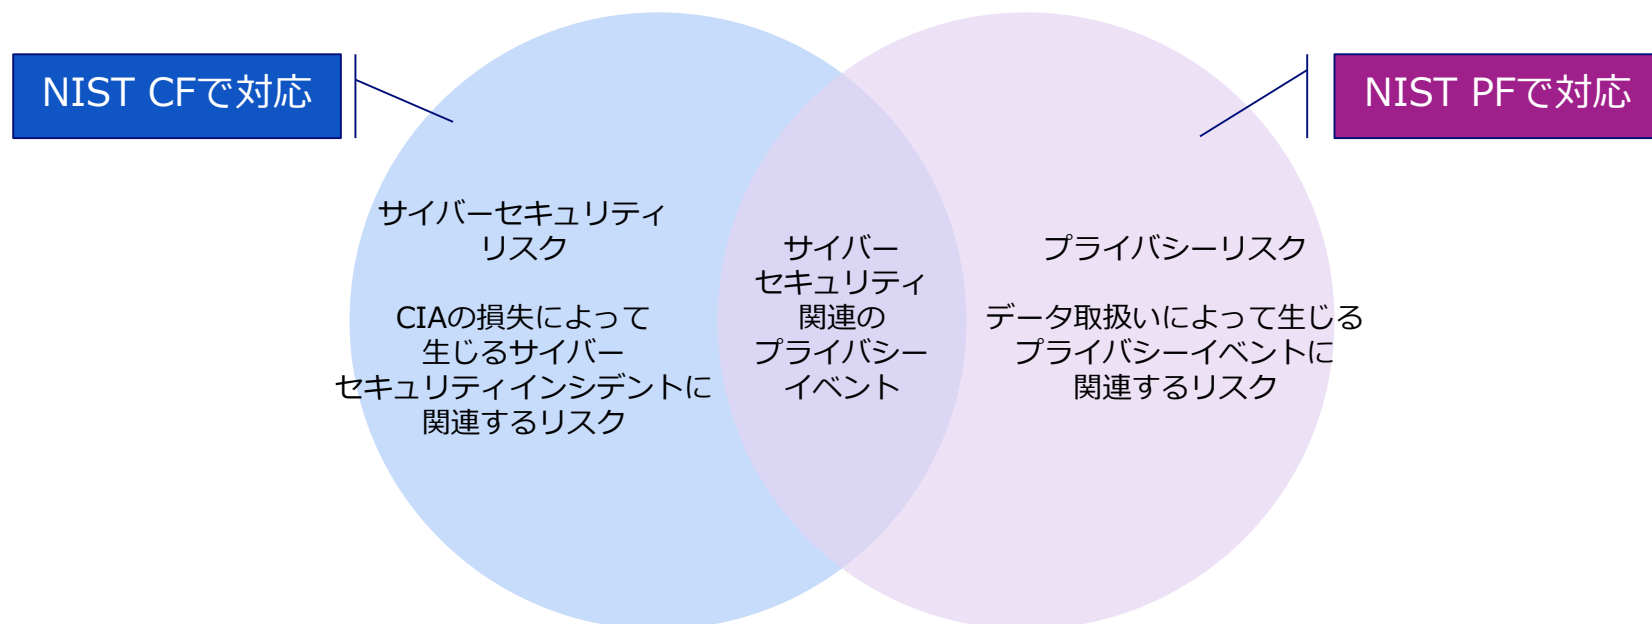 NIST CFで対応
NIST PFで対応
サイバーセキュリティ
リスク
CIAの損失によって
生じるサイバー
セキュリティインシデントに
関連するリスク
サイバー
セキュリティ
関連の
プライバシー
イベント
プライバシーリスク
データ取扱いによって生じる
プライバシーイベントに
関連するリスク